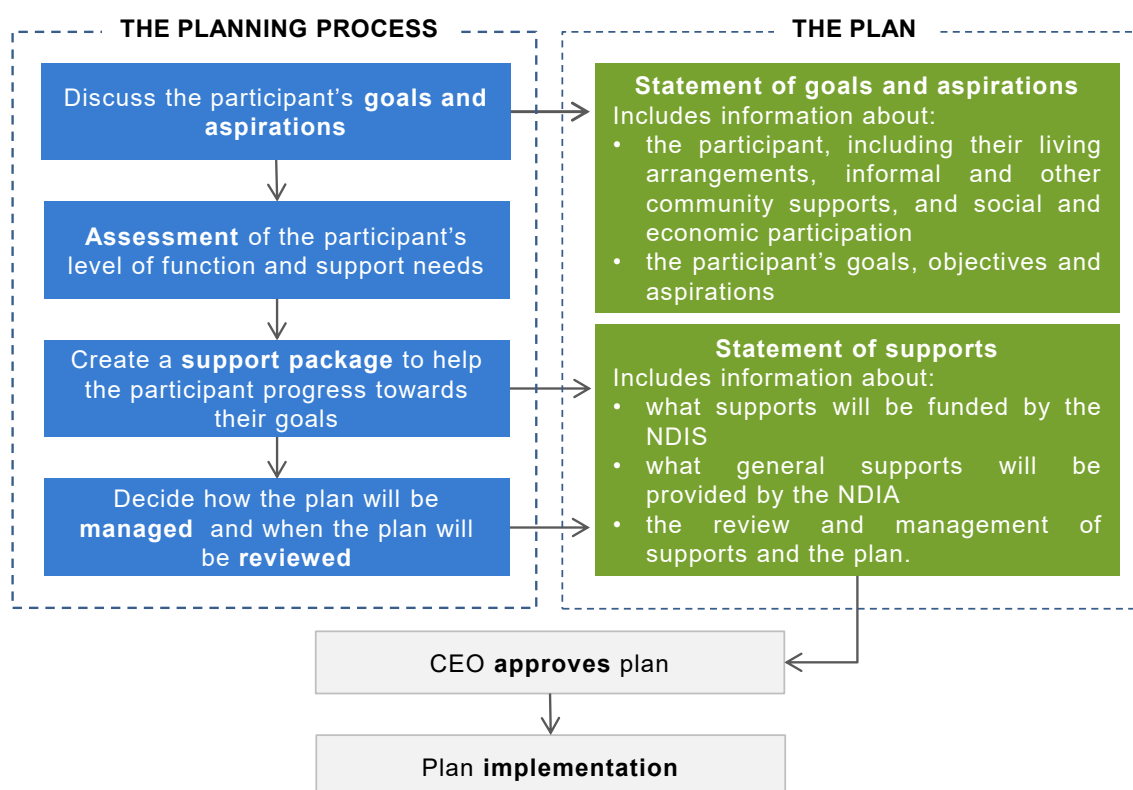 THE PLANNING PROCESS
Discuss the participant's goals and
aspirations
Assessment of the participant's
level of function and support needs
Create a support package to help
the participant progress towards
their goals
Decide how the plan will be
managed and when the plan will
be reviewed
THE PLAN
Statement of goals and aspirations
Includes information about:
• the participant, including their living
arrangements, informal and other
community supports, and social and
economic participation
• the participant's goals, objectives and
aspirations
Statement of supports
Includes information about:
• what supports will be funded by the
NDIS
• what general supports will be
provided by the NDIA
• the review and management of
supports and the plan.
CEO approves plan
Plan implementation